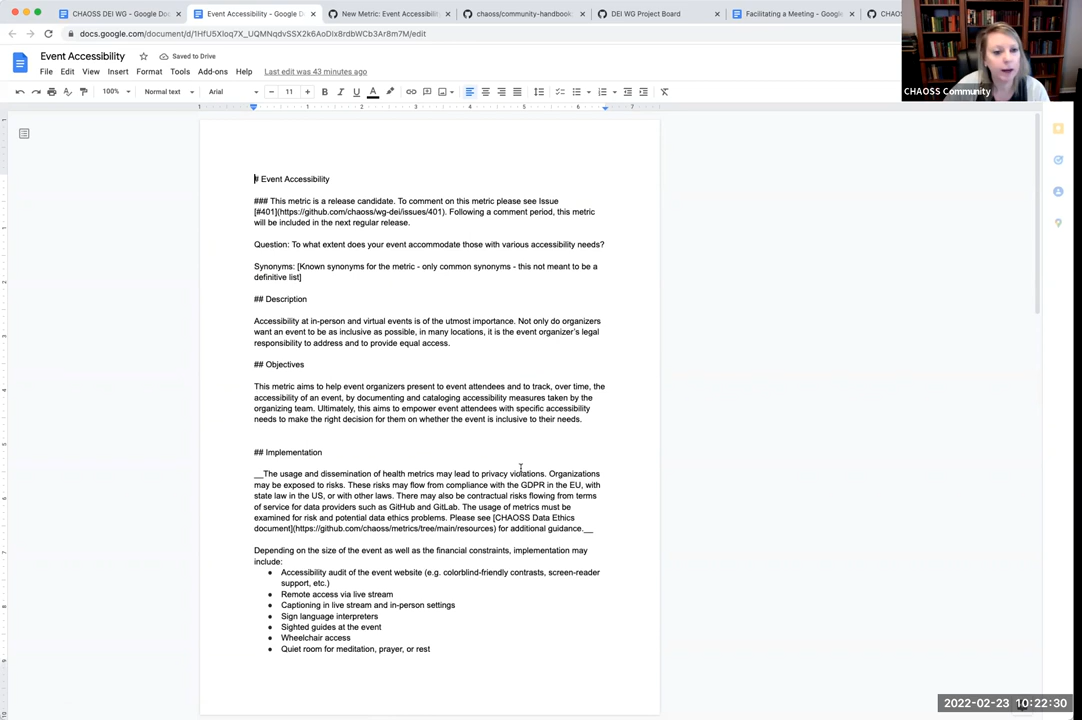 CHAOSS DEI WG - Google Doc
Event Accessibility - Google D
New Metric: Event Accessibili
chaoss/community-handbook
DEI WG Project Board
Facilitating a Meeting - Google
CHAOS
docs.google.com/document/d/1HfU5Xloq7X_UQMNqdvSSX2k6AoDIx8rdbWCb3Ar8m7M/edit
Event Accessibility
Saved to Drive
File Edit View Insert Format Tools Add-ons Help Last edit was 43 minutes ago
100% Normal text Arial 11
CHAOSS Community
# Event Accessibility
### This metric is a release candidate. To comment on this metric please see Issue
[#401](https://github.com/chaoss/wg-dei/issues/401). Following a comment period, this metric
will be included in the next regular release.
Question: To what extent does your event accommodate those with various accessibility needs?
Synonyms: [Known synonyms for the metric - only common synonyms - this not meant to be a
definitive list]
## Description
Accessibility at in-person and virtual events is of the utmost importance. Not only do organizers
want an event to be as inclusive as possible, in many locations, it is the event organizer's legal
responsibility to address and to provide equal access.
## Objectives
This metric aims to help event organizers present to event attendees and to track, over time, the
accessibility of an event, by documenting and cataloging accessibility measures taken by the
organizing team. Ultimately, this aims to empower event attendees with specific accessibility
needs to make the right decision for them on whether the event is inclusive to their needs.
## Implementation
__The usage and dissemination of health metrics may lead to privacy violations. Organizations
may be exposed to risks. These risks may flow from compliance with the GDPR in the EU, with
state law in the US, or with other laws. There may also be contractual risks flowing from terms
of service for data providers such as GitHub and GitLab. The usage of metrics must be
examined for risk and potential data ethics problems. Please see [CHAOSS Data Ethics
document](https://github.com/chaoss/metrics/tree/main/resources) for additional guidance.__
Depending on the size of the event as well as the financial constraints, implementation may
include:
● Accessibility audit of the event website (e.g. colorblind-friendly contrasts, screen-reader
support, etc.)
● Remote access via live stream
● Captioning in live stream and in-person settings
● Sign language interpreters
● Sighted guides at the event
● Wheelchair access
● Quiet room for meditation, prayer, or rest
2022-02-23 10:22:30